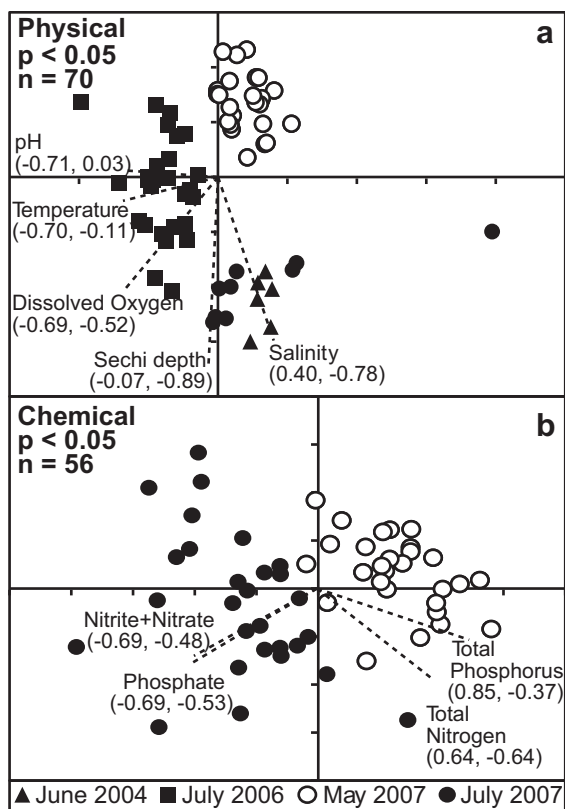 Physical
p < 0.05
n = 70
a
pH
(-0.71, 0.03)
Temperature
(-0.70, -0.11)
Dissolved Oxygen
(-0.69, -0.52)
Sechi depth
(-0.07, -0.89)
Salinity
(0.40, -0.78)
Chemical
p < 0.05
n = 56
b
Nitrite+Nitrate
(-0.69, -0.48)
Phosphate
(-0.69, -0.53)
Total
Phosphorus
(0.85, -0.37)
Total
Nitrogen
(0.64, -0.64)
June 2004 July 2006 May 2007 July 2007